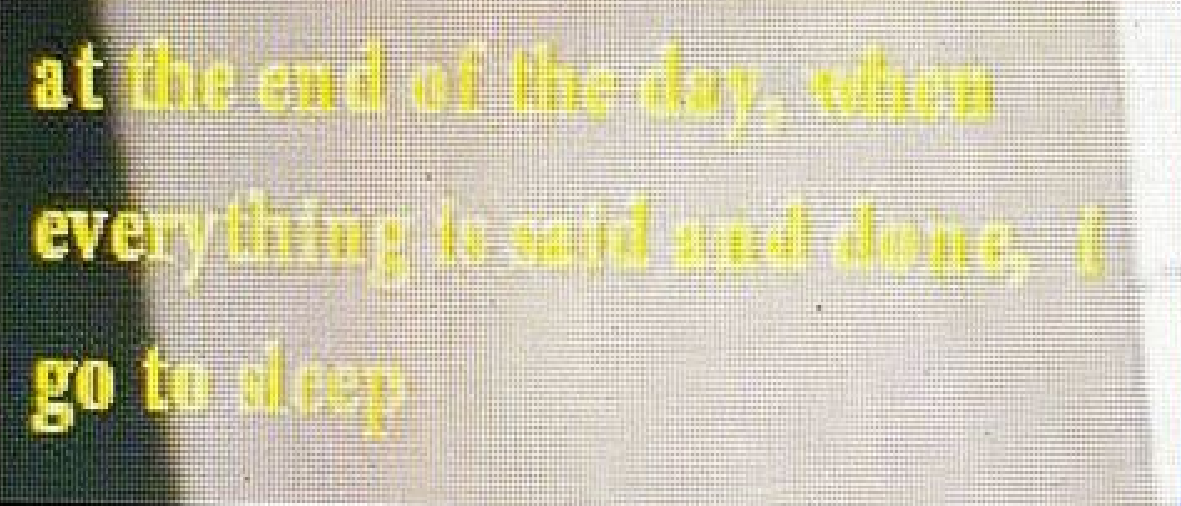 at the end of the day, when
everything is said and done, i
go to sleep